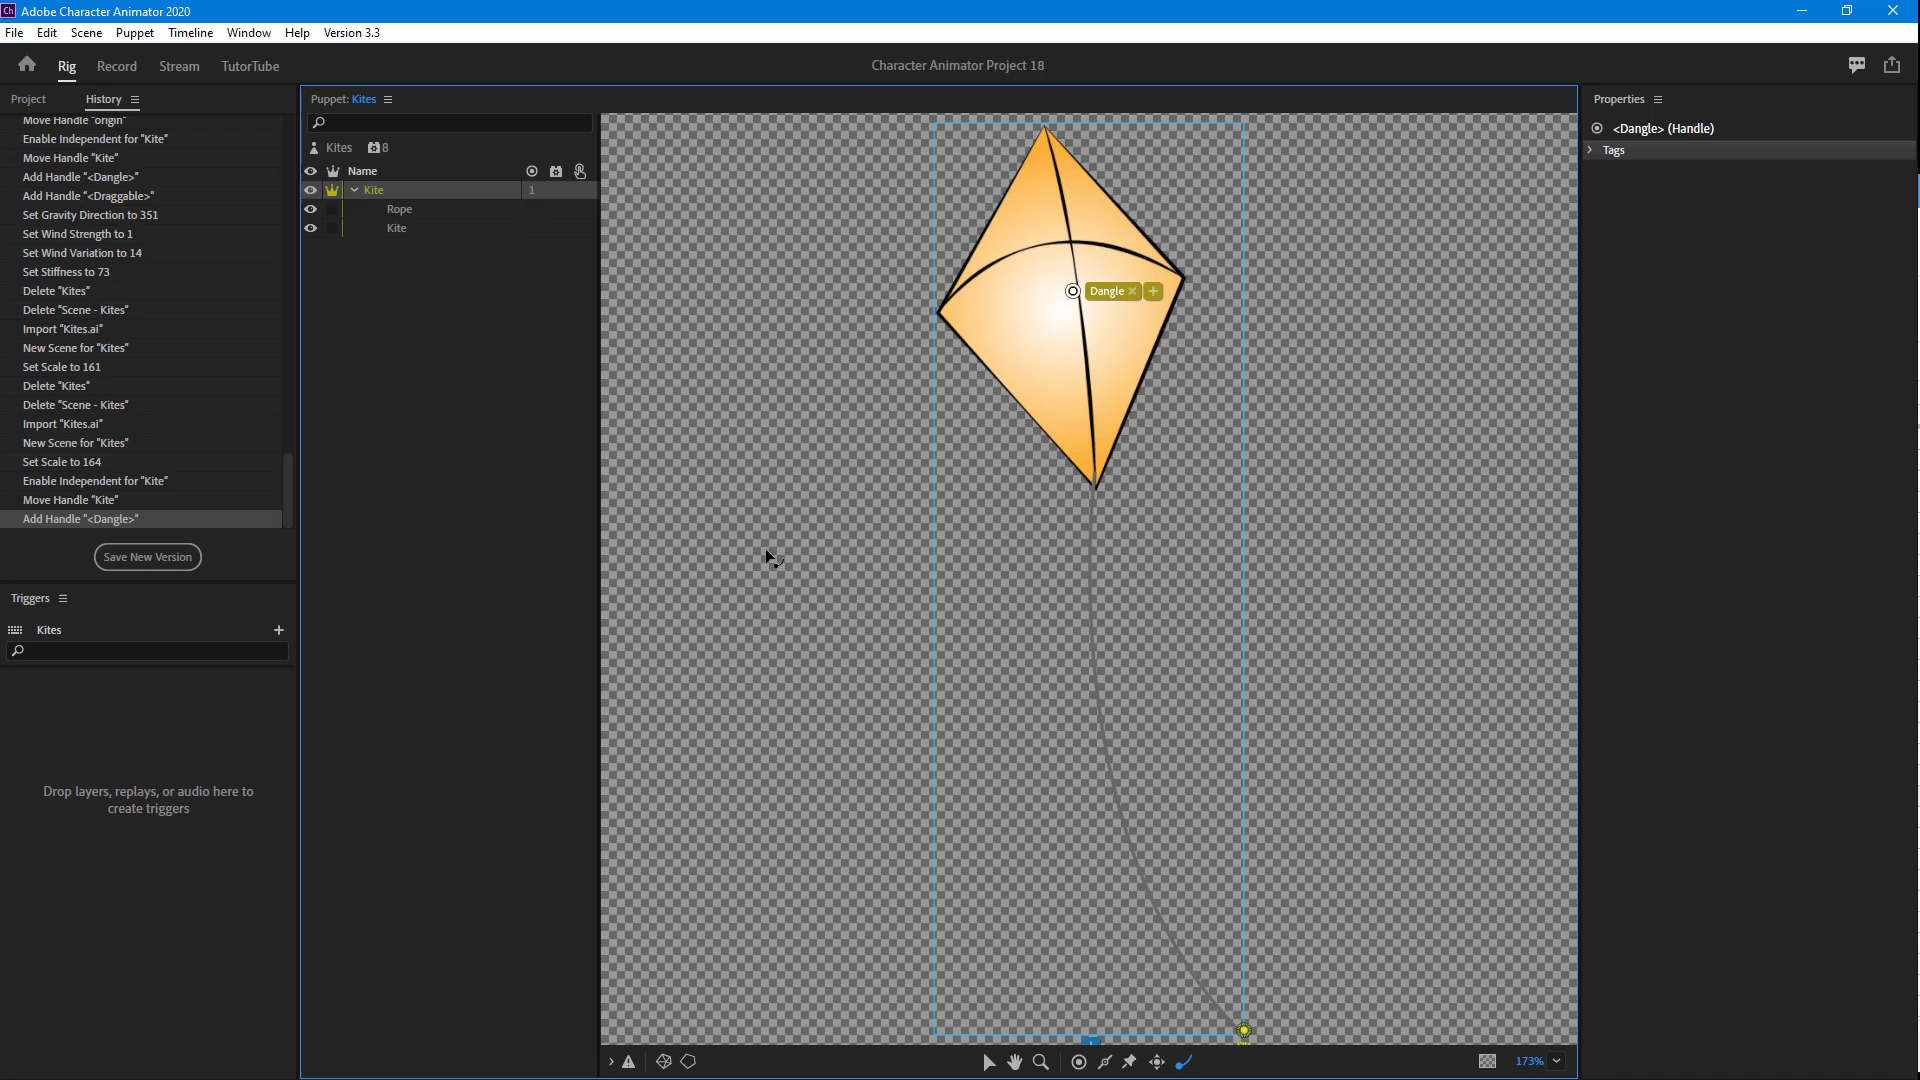 Ch Adobe Character Animator 2020
File Edit Scene Puppet Timeline Window Help Version 3.3
Rig Record Stream TutorTube
Character Animator Project 18
Project History
Move Handle "origin"
Enable Independent for "Kite"
Move Handle "Kite"
Add Handle "<Dangle>"
Add Handle "<Draggable>"
Set Gravity Direction to 351
Set Wind Strength to 1
Set Wind Variation to 14
Set Stiffness to 73
Delete "Kites"
Delete "Scene - Kites"
Import "Kites.ai"
New Scene for "Kites"
Set Scale to 161
Delete "Kites"
Delete "Scene - Kites"
Import "Kites.ai"
New Scene for "Kites"
Set Scale to 164
Enable Independent for "Kite"
Move Handle "Kite"
Add Handle "<Dangle>"
Save New Version
Triggers
Kites
Drop layers, replays, or audio here to
create triggers
Puppet: Kites
Kites 8
Name
Kite 1
Rope
Kite
Dangle
173%
Properties
<Dangle> (Handle)
Tags